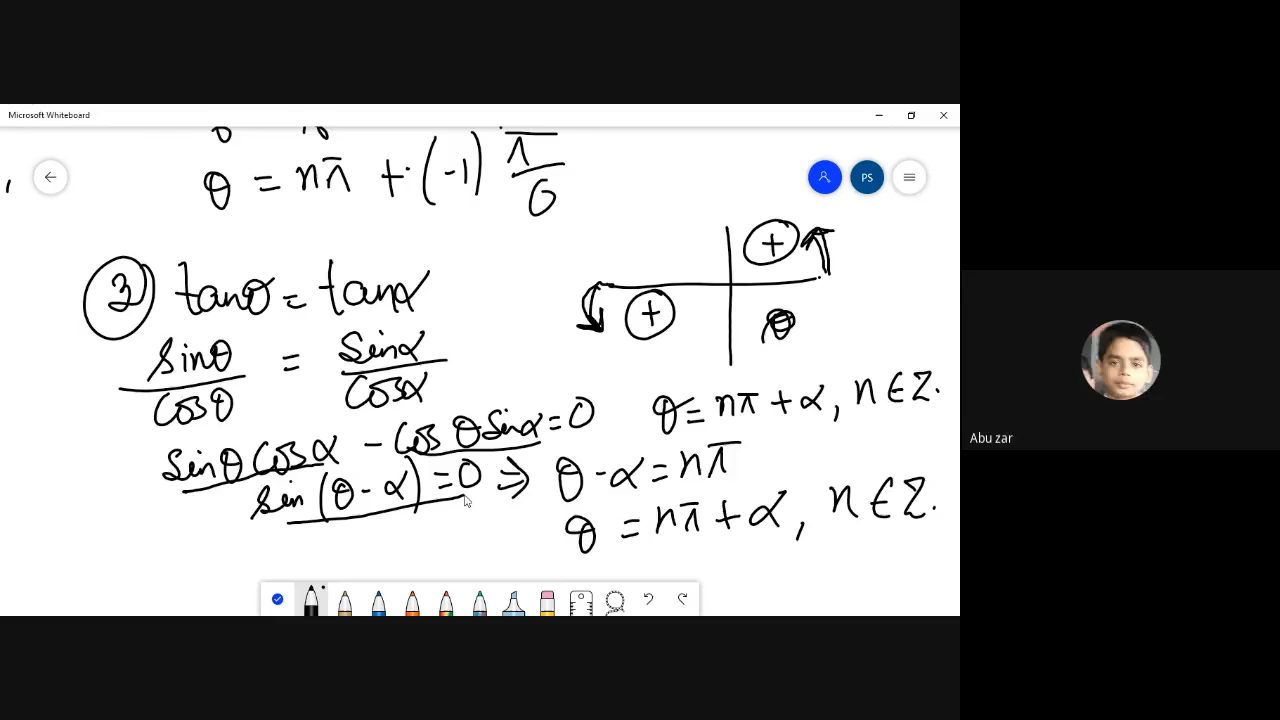 Microsoft Whiteboard
θ = nπ + (-1) π/6
PS
3 tanθ = tanα
+
sinθ/cosθ = sinα/cosα
+
θ = nπ + α, n ∈ Z.
sinθ cosα - cosθ sinα = 0
sin(θ - α) = 0 ⇒ θ - α = nπ
θ = nπ + α, n ∈ Z.
Abu zar